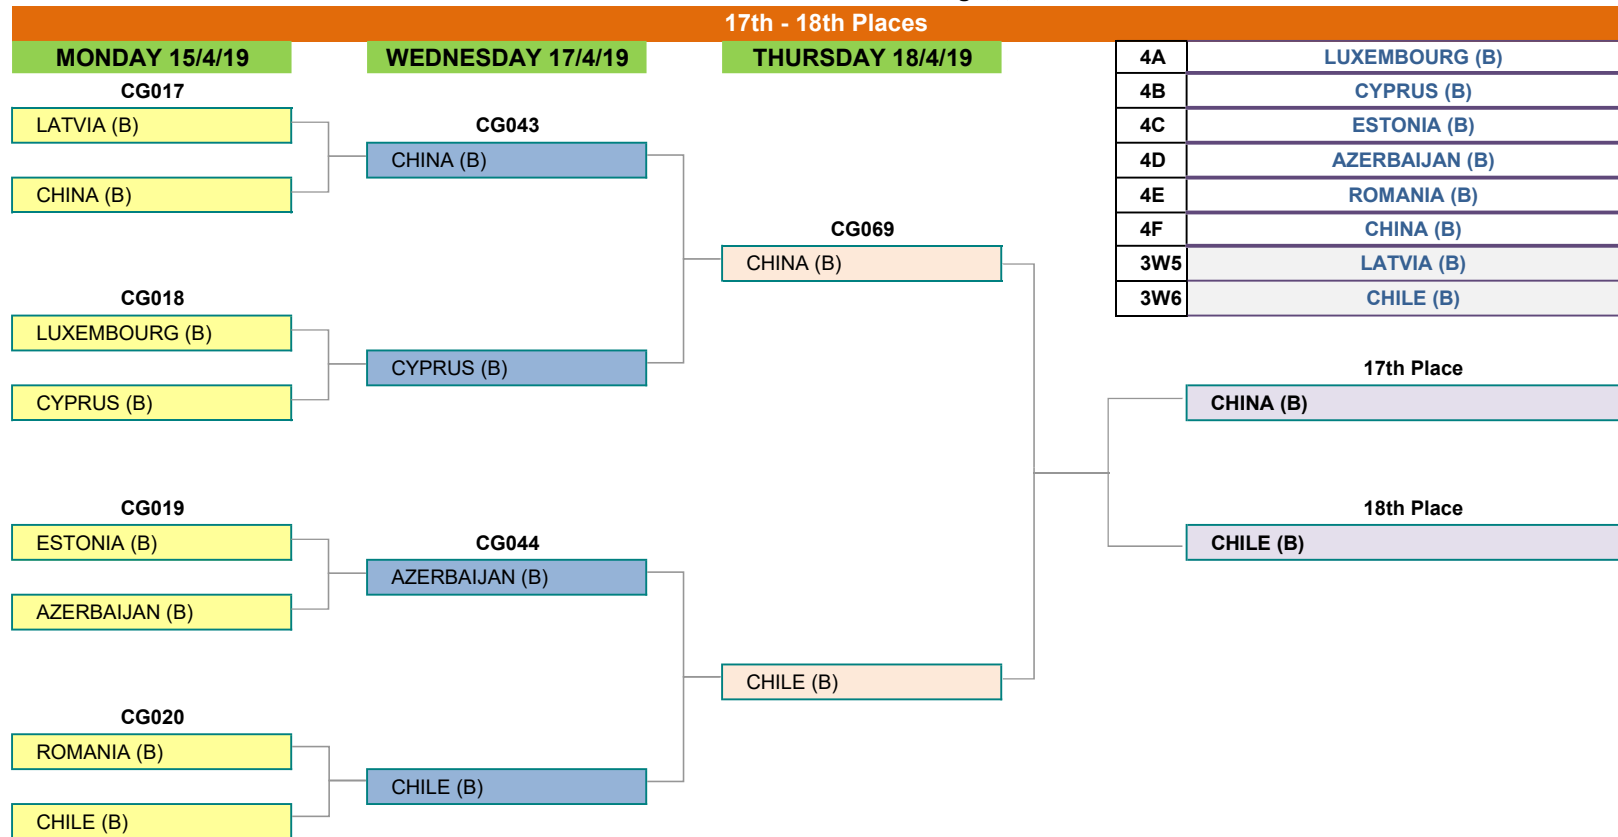 17th - 18th Places
MONDAY 15/4/19 WEDNESDAY 17/4/19 THURSDAY 18/4/19
4A LUXEMBOURG (B)
4B CYPRUS (B)
4C ESTONIA (B)
4D AZERBAIJAN (B)
4E ROMANIA (B)
4F CHINA (B)
3W5 LATVIA (B)
3W6 CHILE (B)
CG017
LATVIA (B)
CHINA (B)
CG018
LUXEMBOURG (B)
CYPRUS (B)
CG019
ESTONIA (B)
AZERBAIJAN (B)
CG020
ROMANIA (B)
CHILE (B)
CG043
CHINA (B)
CYPRUS (B)
CG044
AZERBAIJAN (B)
CHILE (B)
CG069
CHINA (B)
CHILE (B)
17th Place
CHINA (B)
18th Place
CHILE (B)